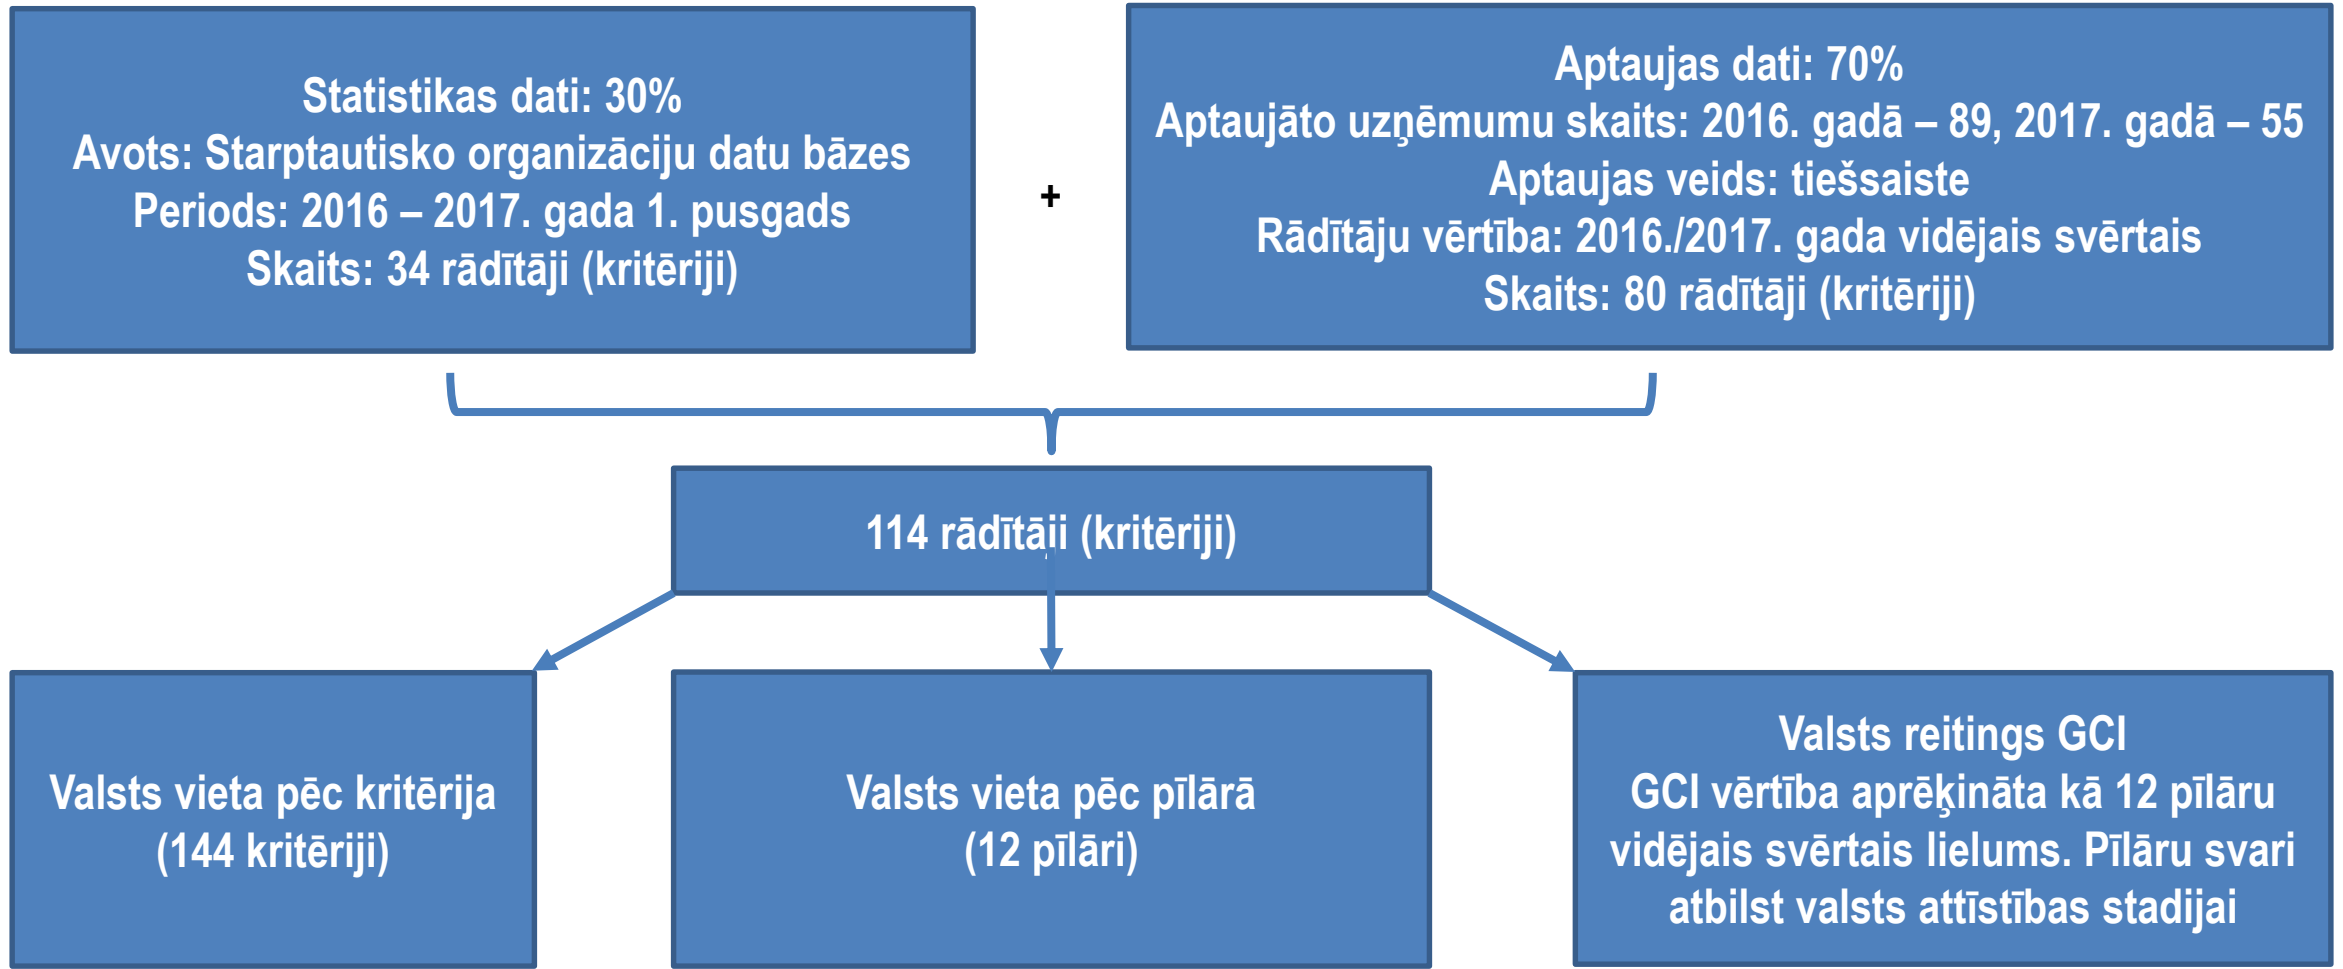 Statistikas dati: 30%
Avots: Starptautisko organizāciju datu bāzes
Periods: 2016 – 2017. gada 1. pusgads
Skaits: 34 rādītāji (kritēriji)
+
Aptaujas dati: 70%
Aptaujāto uzņēmumu skaits: 2016. gadā – 89, 2017. gadā – 55
Aptaujas veids: tiešsaiste
Rādītāju vērtība: 2016./2017. gada vidējais svērtais
Skaits: 80 rādītāji (kritēriji)
114 rādītāji (kritēriji)
Valsts vieta pēc kritērija
(144 kritēriji)
Valsts vieta pēc pīlārā
(12 pīlāri)
Valsts reitings GCI
GCI vērtība aprēķināta kā 12 pīlāru
vidējais svērtais lielums. Pīlāru svari
atbilst valsts attīstības stadijai